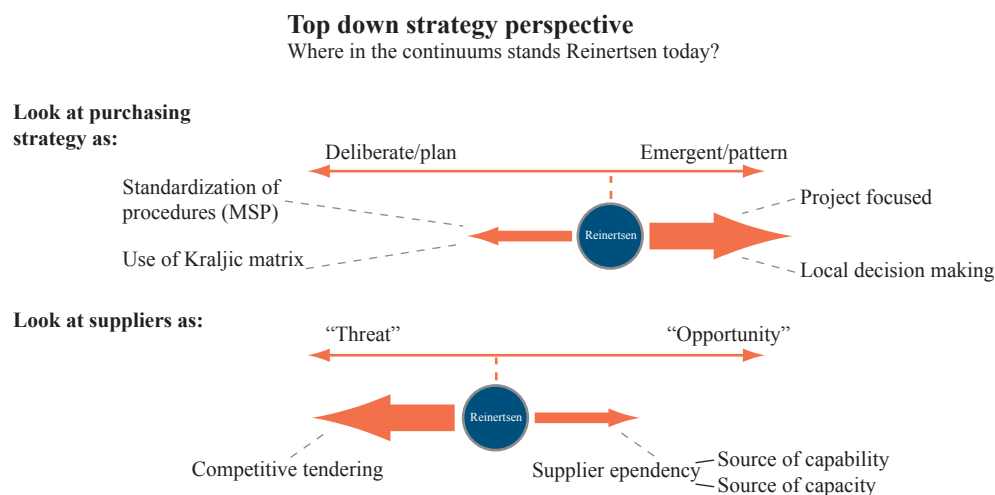 Top down strategy perspective
Where in the continuums stands Reinertsen today?
Look at purchasing
strategy as:
Deliberate/plan
Emergent/pattern
Standardization of
procedures (MSP)
Project focused
Reinertsen
Use of Kraljic matrix
Local decision making
Look at suppliers as:
“Threat”
“Opportunity”
Reinertsen
Competitive tendering
Supplier ependency
Source of capability
Source of capacity